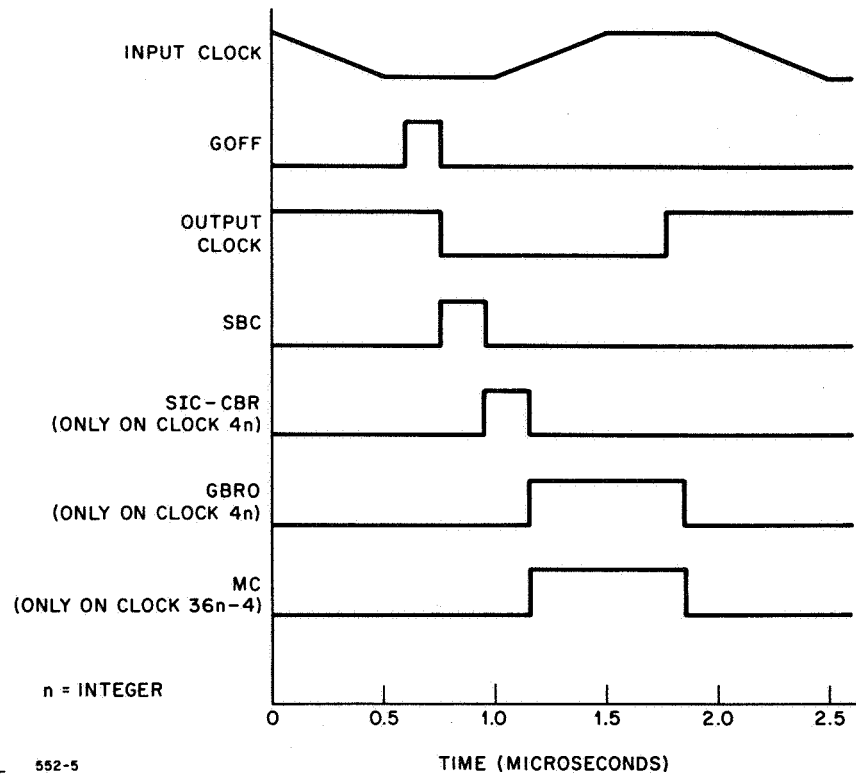 INPUT CLOCK
GOFF
OUTPUT
CLOCK
SBC
SIC-CBR
(ONLY ON CLOCK 4n)
GBRO
(ONLY ON CLOCK 4n)
MC
(ONLY ON CLOCK 36n-4)
n = INTEGER
0 0.5 1.0 1.5 2.0 2.5
552-5
TIME (MICROSECONDS)